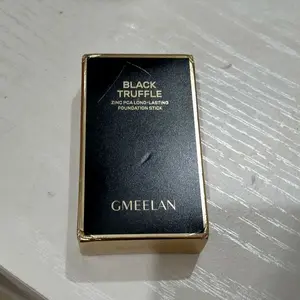 BLACK
TRUFFLE
ZINC PCA LONG-LASTING
FOUNDATION STICK
GMEELAN